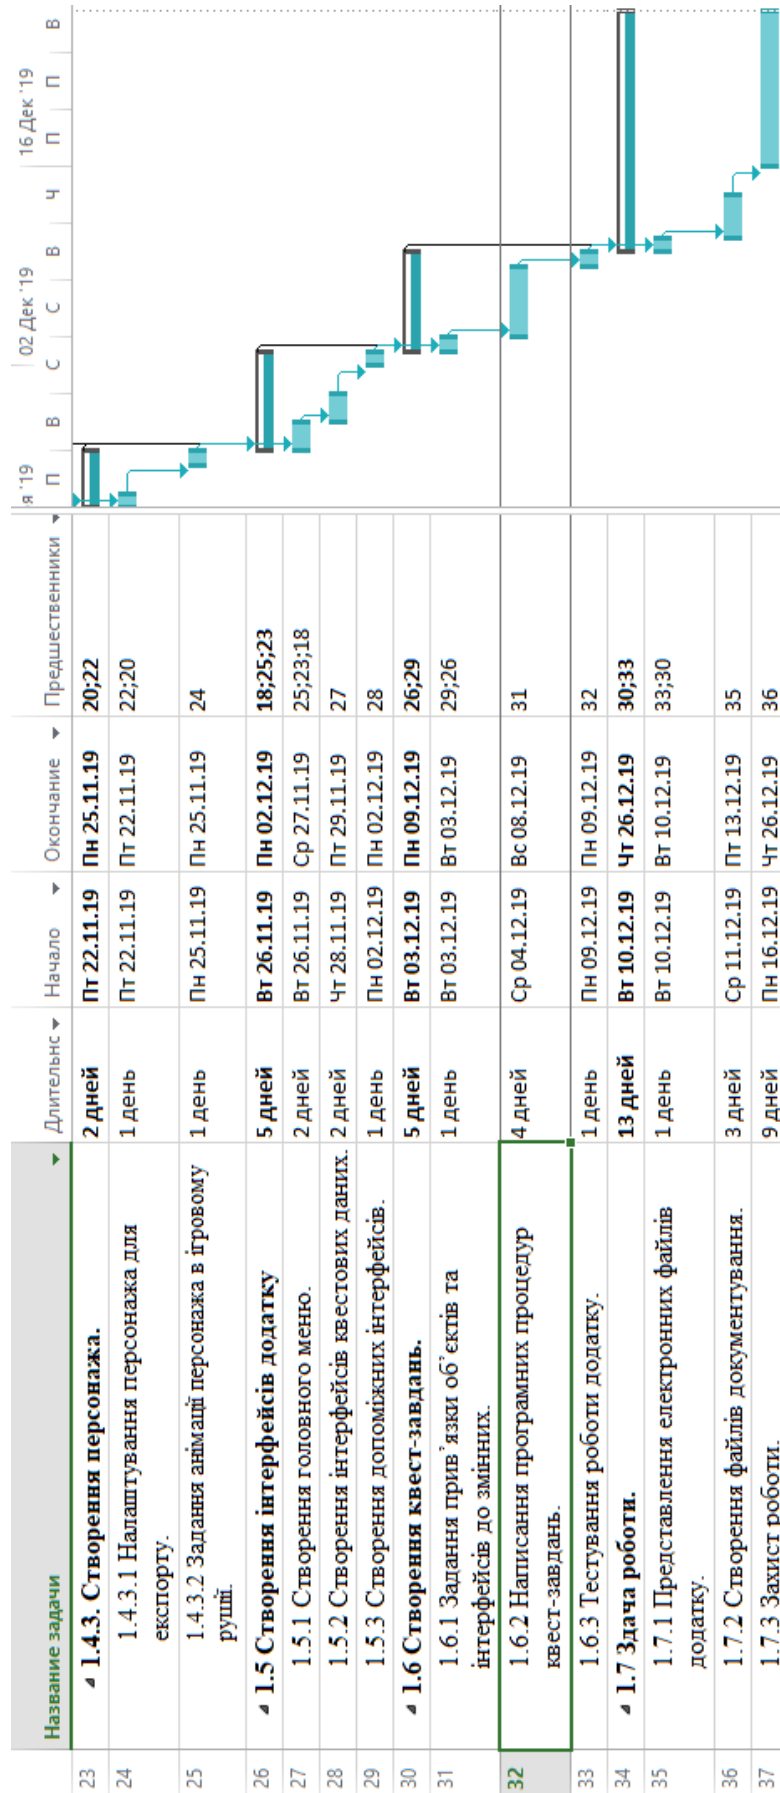 Название задачи Длительнс Начало Окончание Предшественники я '19 02 Дек '19 16 Дек '19
П В С С В Ч П П В
23 1.4.3. Створення персонажа. 2 дней Пт 22.11.19 Пн 25.11.19 20;22
24 1.4.3.1 Налаштування персонажа для 1 день Пт 22.11.19 Пт 22.11.19 22;20
експорту.
25 1.4.3.2 Задання анімації персонажа в ігровому 1 день Пн 25.11.19 Пн 25.11.19 24
рушії.
26 1.5 Створення інтерфейсів додатку 5 дней Вт 26.11.19 Пн 02.12.19 18;25;23
27 1.5.1 Створення головного меню. 2 дней Вт 26.11.19 Ср 27.11.19 25;23;18
28 1.5.2 Створення інтерфейсів квестових даних. 2 дней Чт 28.11.19 Пт 29.11.19 27
29 1.5.3 Створення допоміжних інтерфейсів. 1 день Пн 02.12.19 Пн 02.12.19 28
30 1.6 Створення квест-завдань. 5 дней Вт 03.12.19 Пн 09.12.19 26;29
31 1.6.1 Задання прив’язки об’єктів та 1 день Вт 03.12.19 Вт 03.12.19 29;26
інтерфейсів до змінних.
32 1.6.2 Написання програмних процедур 4 дней Ср 04.12.19 Вс 08.12.19 31
квест-завдань.
33 1.6.3 Тестування роботи додатку. 1 день Пн 09.12.19 Пн 09.12.19 32
34 1.7 Здача роботи. 13 дней Вт 10.12.19 Чт 26.12.19 30;33
35 1.7.1 Представлення електронних файлів 1 день Вт 10.12.19 Вт 10.12.19 33;30
додатку.
36 1.7.2 Створення файлів документування. 3 дней Ср 11.12.19 Пт 13.12.19 35
37 1.7.3 Захист роботи. 9 дней Пн 16.12.19 Чт 26.12.19 36